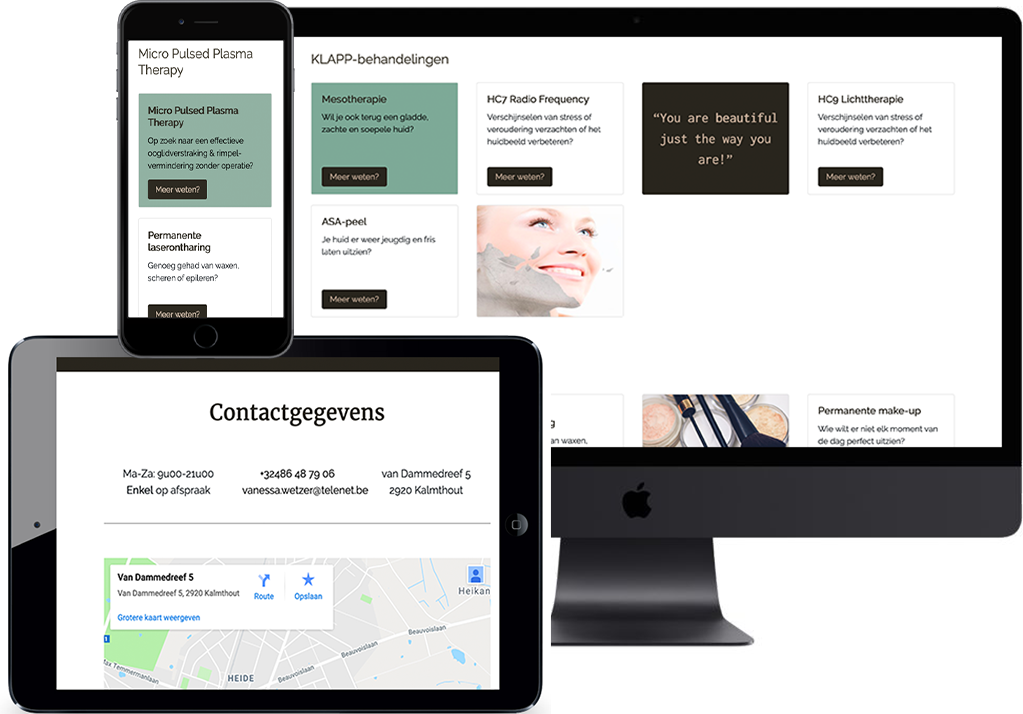 Micro Pulsed Plasma
Therapy
Micro Pulsed Plasma
Therapy
Op zoek naar een effectieve
ooglidverstraking & rimpel-
vermindering zonder operatie?
Meer weten?
Permanente
laserontharing
Genoeg gehad van waxen,
scheren of epileren?
Meer weten?
KLAPP-behandelingen
Mesotherapie
Wil je ook terug een gladde,
zachte en soepele huid?
Meer weten?
HC7 Radio Frequency
Verschijnselen van stress of
veroudering verzachten of het
huidbeeld verbeteren?
Meer weten?
“You are beautiful
just the way you
are!”
HC9 Lichttherapie
Verschijnselen van stress of
veroudering verzachten of het
huidbeeld verbeteren?
Meer weten?
ASA-peel
Je huid er weer jeugdig en fris
laten uitzien?
Meer weten?
g
an waxen,
Permanente make-up
Wie wilt er niet elk moment van
de dag perfect uitzien?
Contactgegevens
Ma-Za: 9u00-21u00
Enkel op afspraak
+32486 48 79 06
vanessa.wetzer@telenet.be
van Dammedreef 5
2920 Kalmthout
Van Dammedreef 5
Van Dammedreef 5, 2920 Kalmthout
Route
Opslaan
Grotere kaart weergeven
Heikan
Beauvoislaan
Beauvoislaan
Beauvoislaan
Max Temmermanlaan
HEIDE